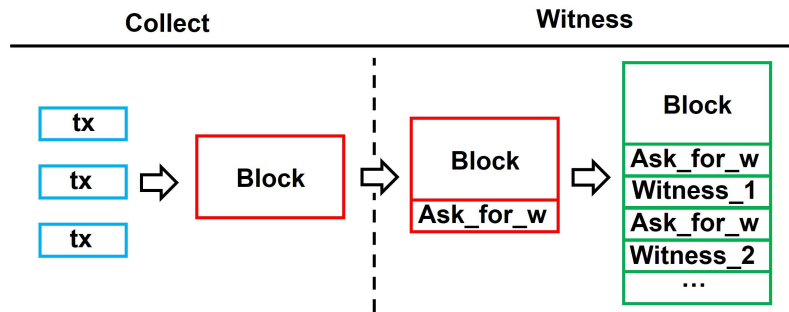 Collect
Witness
tx
tx
tx
Block
Block
Ask_for_w
Block
Ask_for_w
Witness_1
Ask_for_w
Witness_2
...